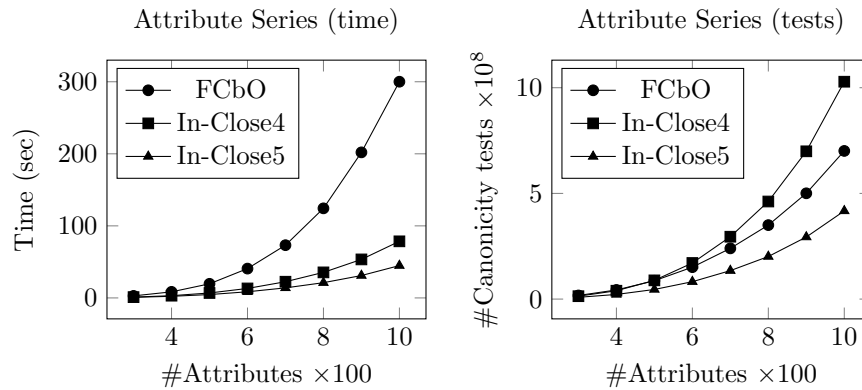 Attribute Series (time)
300
200
100
0
4
6
8
10
#Attributes ×100
Time (sec)
FCbO
In-Close4
In-Close5
Attribute Series (tests)
10
5
0
4
6
8
10
#Attributes ×100
#Canonicity tests ×10⁸
FCbO
In-Close4
In-Close5